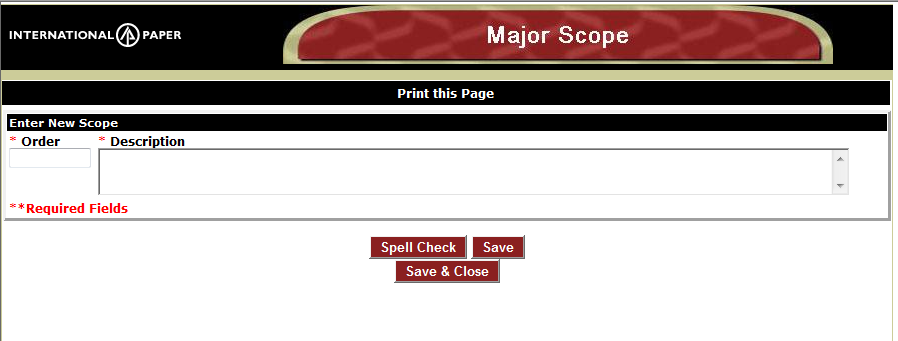 INTERNATIONAL PAPER
Major Scope
Print this Page
Enter New Scope
* Order * Description
**Required Fields
Spell Check Save
Save & Close